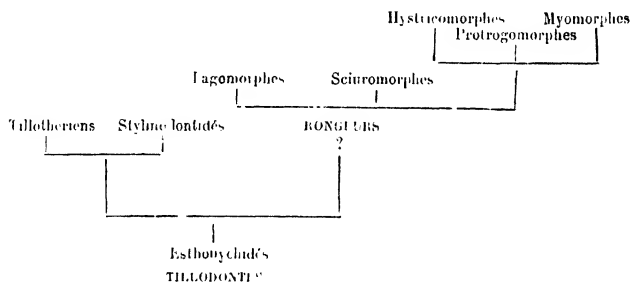 Hystricomorphes Myomorphes
Protrogomorphes
Lagomorphes Sciuromorphes
Tillotheriens Stylinodontidés RONGEURS
?
Esthonychidés
TILLODONTES